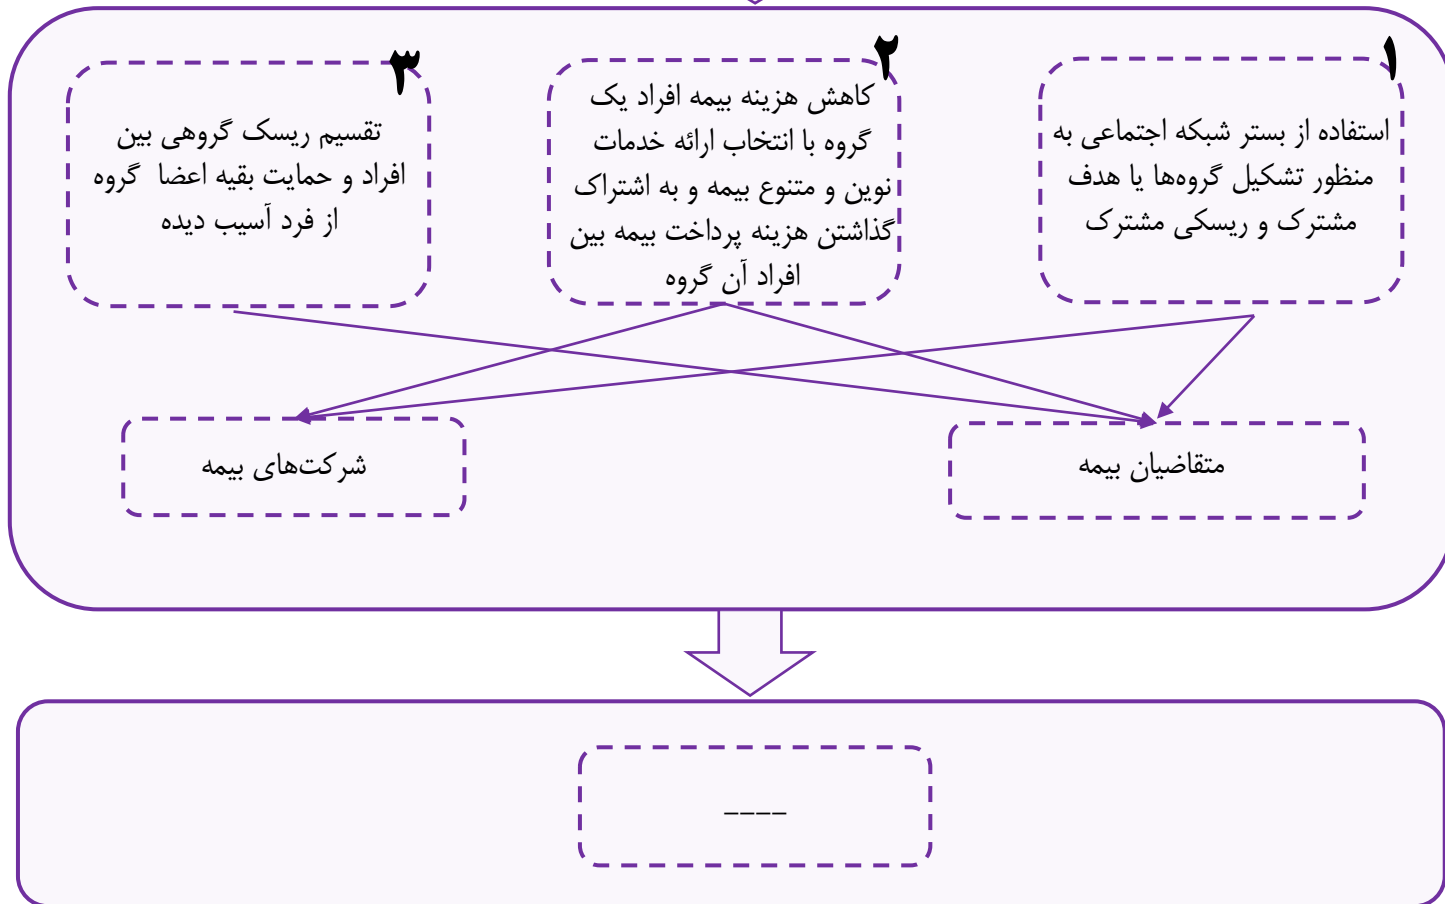 ۱
استفاده از بستر شبکه اجتماعی به
منظور تشکیل گروه‌ها یا هدف
مشترک و ریسکی مشترک
۲
کاهش هزینه بیمه افراد یک
گروه با انتخاب ارائه خدمات
نوین و متنوع بیمه و به اشتراک
گذاشتن هزینه پرداخت بیمه بین
افراد آن گروه
۳
تقسیم ریسک گروهی بین
افراد و حمایت بقیه اعضا گروه
از فرد آسیب دیده
متقاضیان بیمه
شرکت‌های بیمه
----